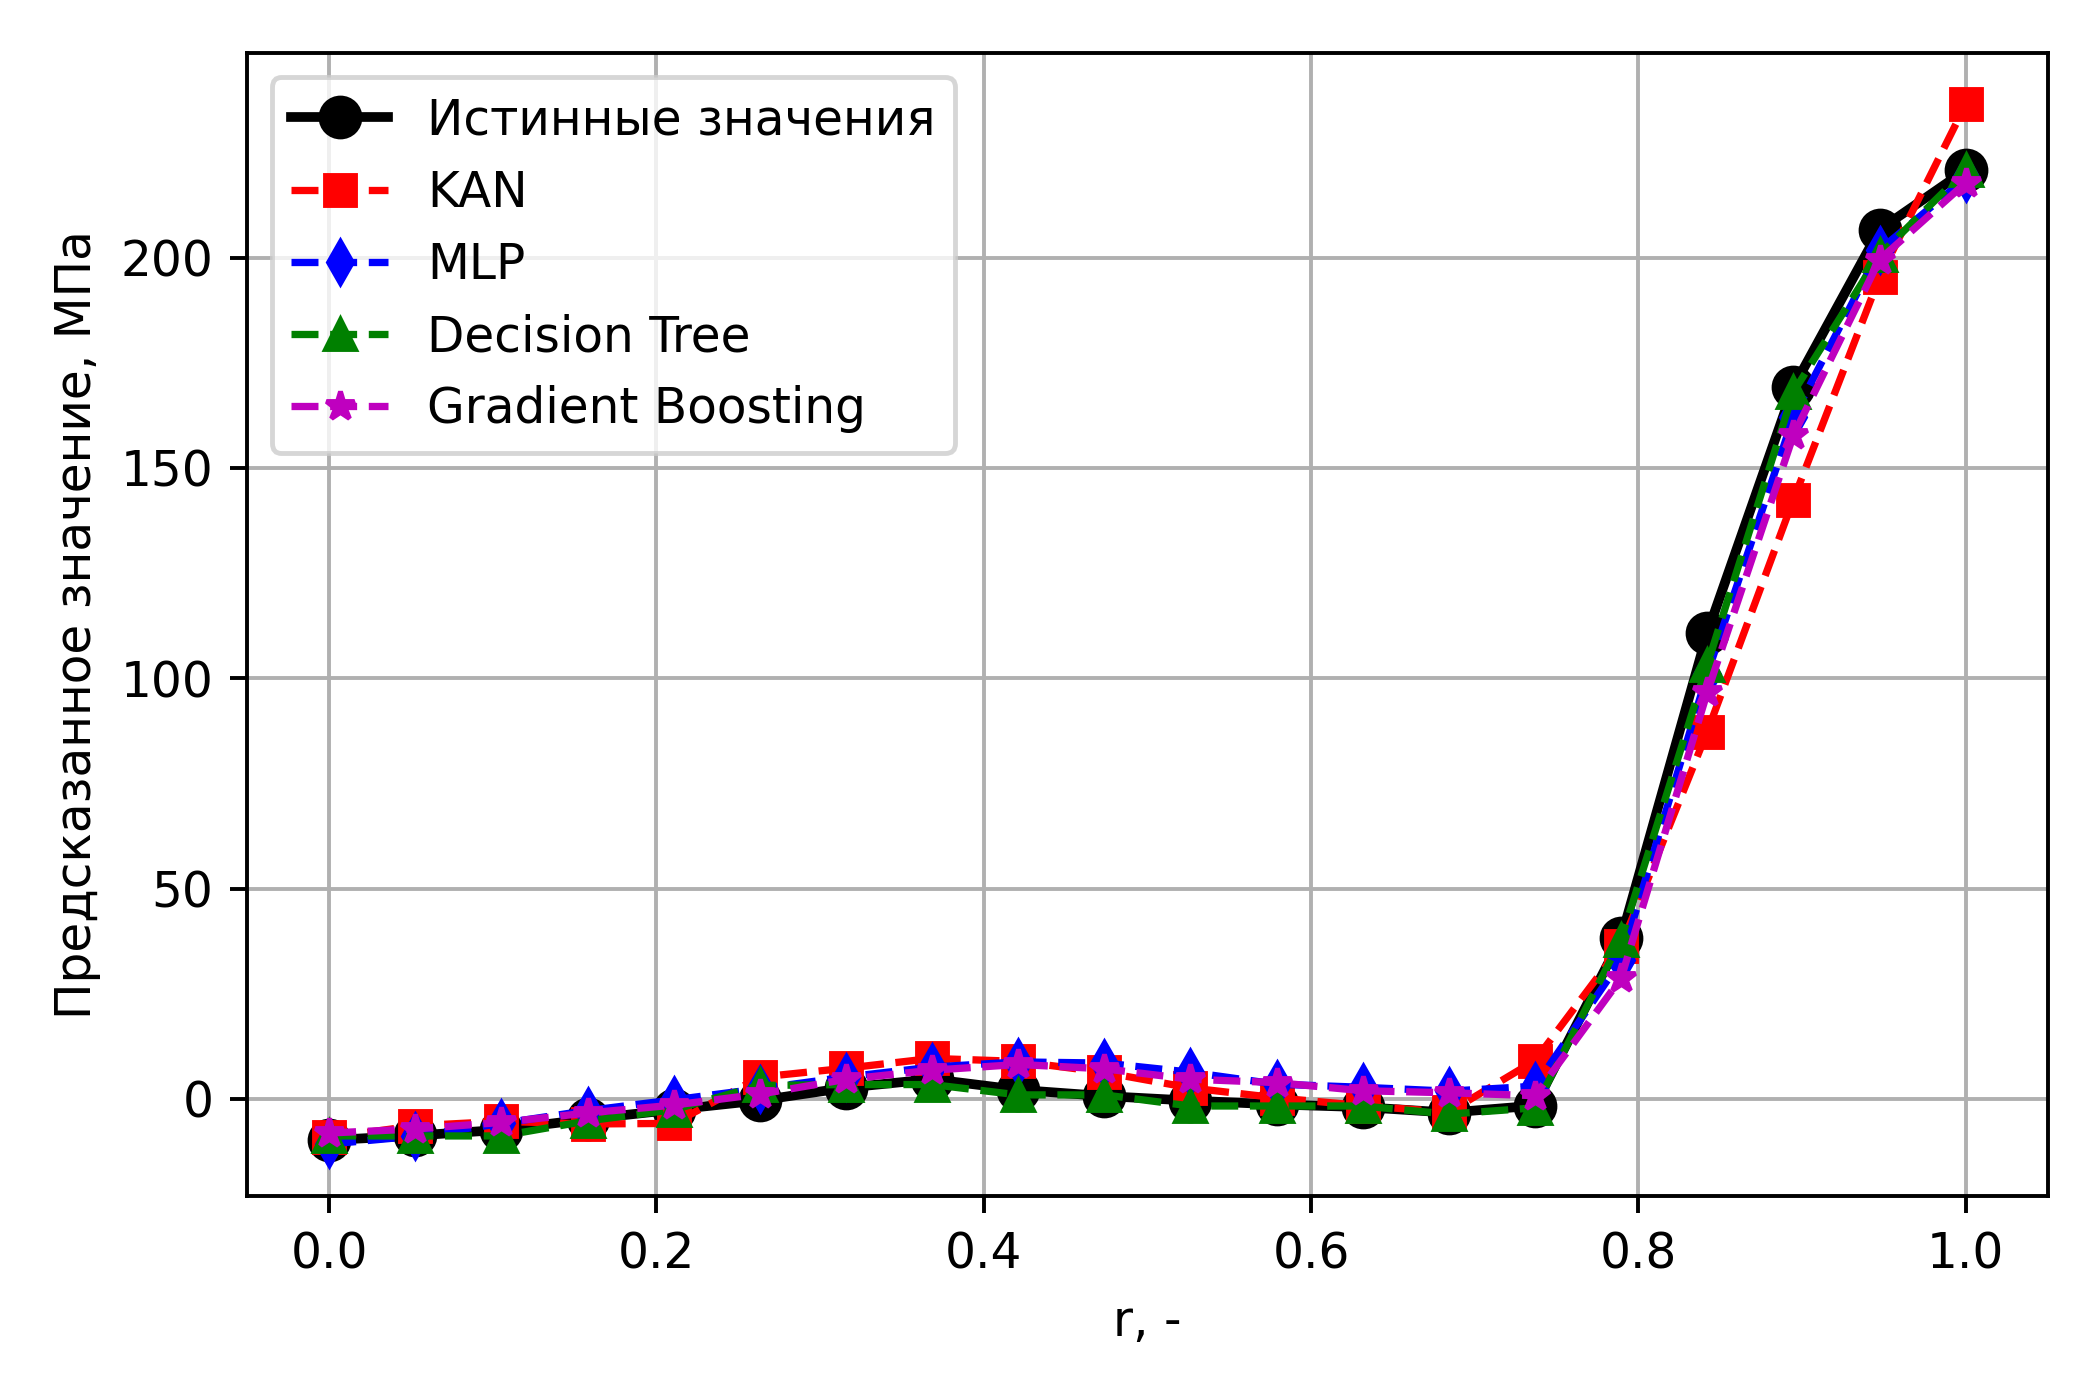 Истинные значения
KAN
MLP
Decision Tree
Gradient Boosting
Предсказанное значение, МПа
200
150
100
50
0
0.0 0.2 0.4 0.6 0.8 1.0
r, -